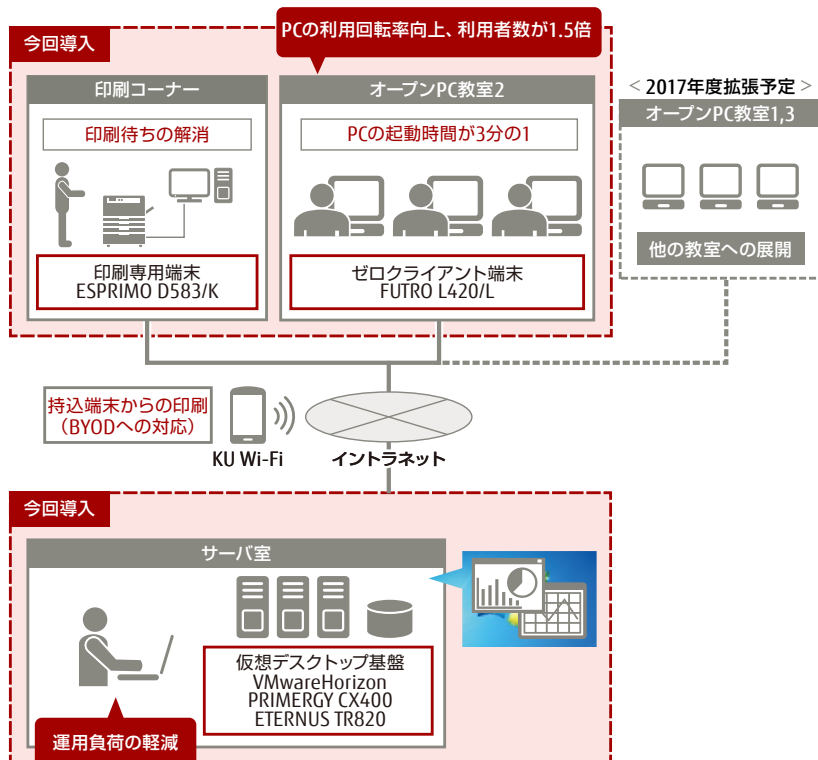 今回導入
PCの利用回転率向上、利用者数が1.5倍
印刷コーナー
印刷待ちの解消
印刷専用端末
ESPRIMO D583/K
オープンPC教室2
PCの起動時間が3分の1
ゼロクライアント端末
FUTRO L420/L
< 2017年度拡張予定 >
オープンPC教室1,3
他の教室への展開
持込端末からの印刷
（BYODへの対応）
KU Wi-Fi
イントラネット
今回導入
サーバ室
仮想デスクトップ基盤
VMwareHorizon
PRIMERGY CX400
ETERNUS TR820
運用負荷の軽減